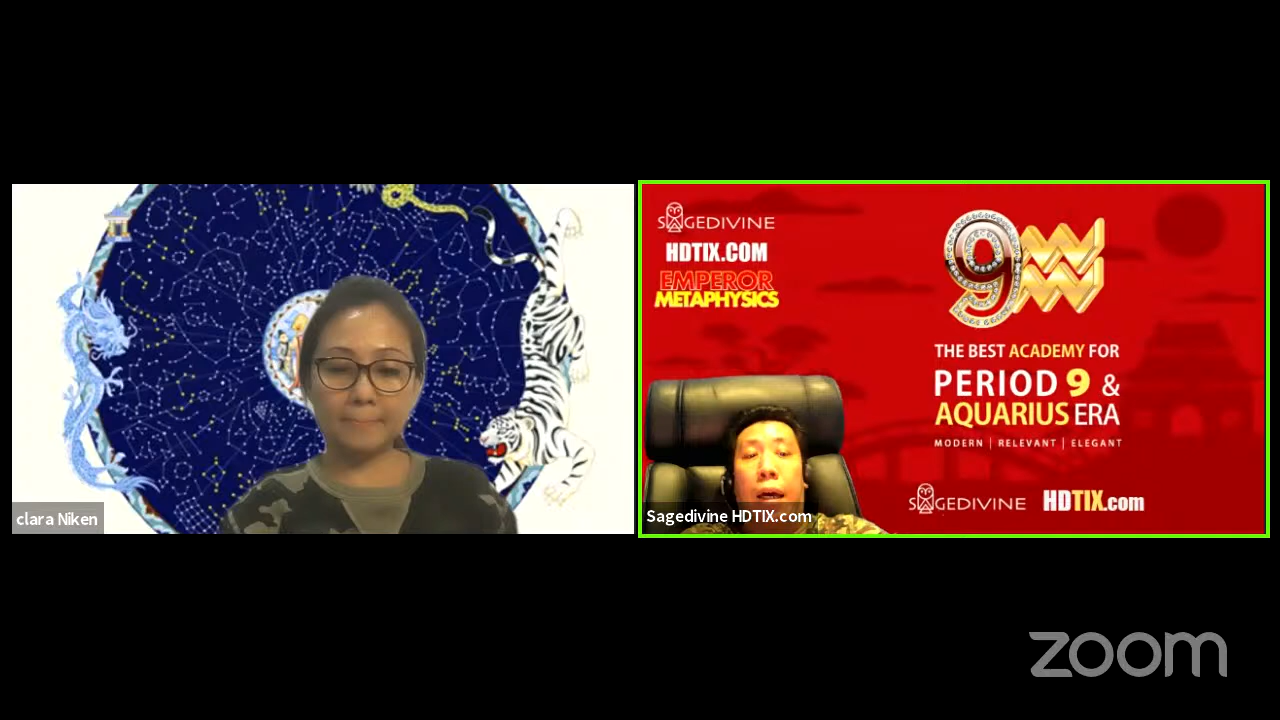 clara Niken
SAGEDIVINE
HDTIX.COM
EMPEROR
METAPHYSICS
9
THE BEST ACADEMY FOR
PERIOD 9 &
AQUARIUS ERA
MODERN | RELEVANT | ELEGANT
SAGEDIVINE HDTIX.com
Sagedivine HDTIX.com
zoom